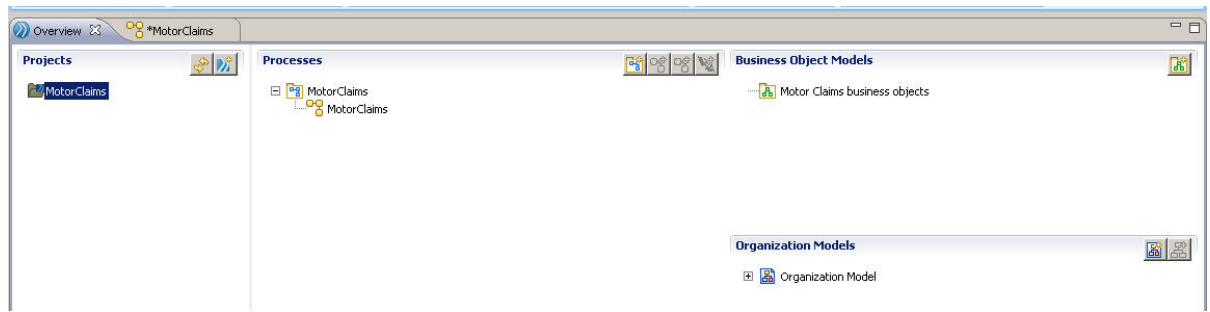 Overview
*MotorClaims
Projects
MotorClaims
Processes
MotorClaims
MotorClaims
Business Object Models
Motor Claims business objects
Organization Models
Organization Model